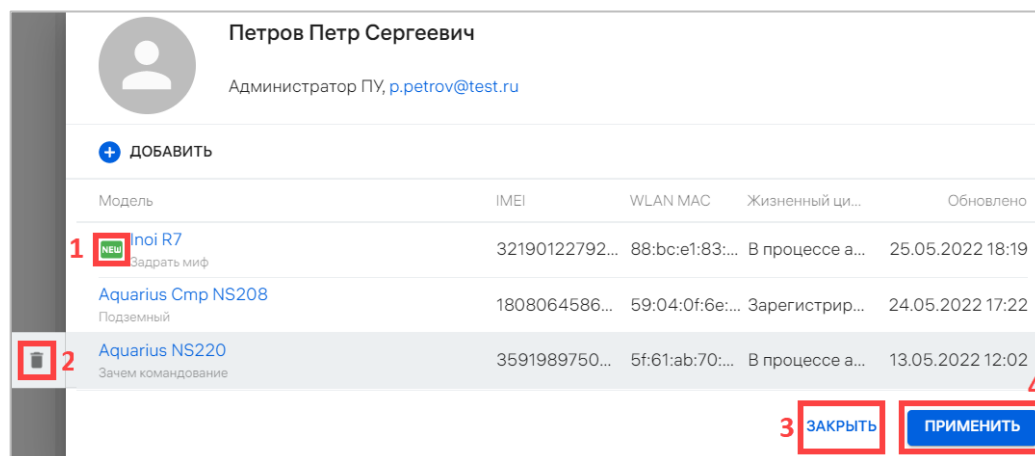 Петров Петр Сергеевич
Администратор ПУ, p.petrov@test.ru
ДОБАВИТЬ
Модель IMEI WLAN MAC Жизненный ци... Обновлено
1 NEW Inoi R7 32190122792... 88:bc:e1:83:... В процессе а... 25.05.2022 18:19
Задрать миф
Aquarius Cmp NS208 1808064586... 59:04:0f:6e:... Зарегистрир... 24.05.2022 17:22
Подземный
2 Aquarius NS220 3591989750... 5f:61:ab:70:... В процессе а... 13.05.2022 12:02
Зачем командование
4
3 ЗАКРЫТЬ ПРИМЕНИТЬ